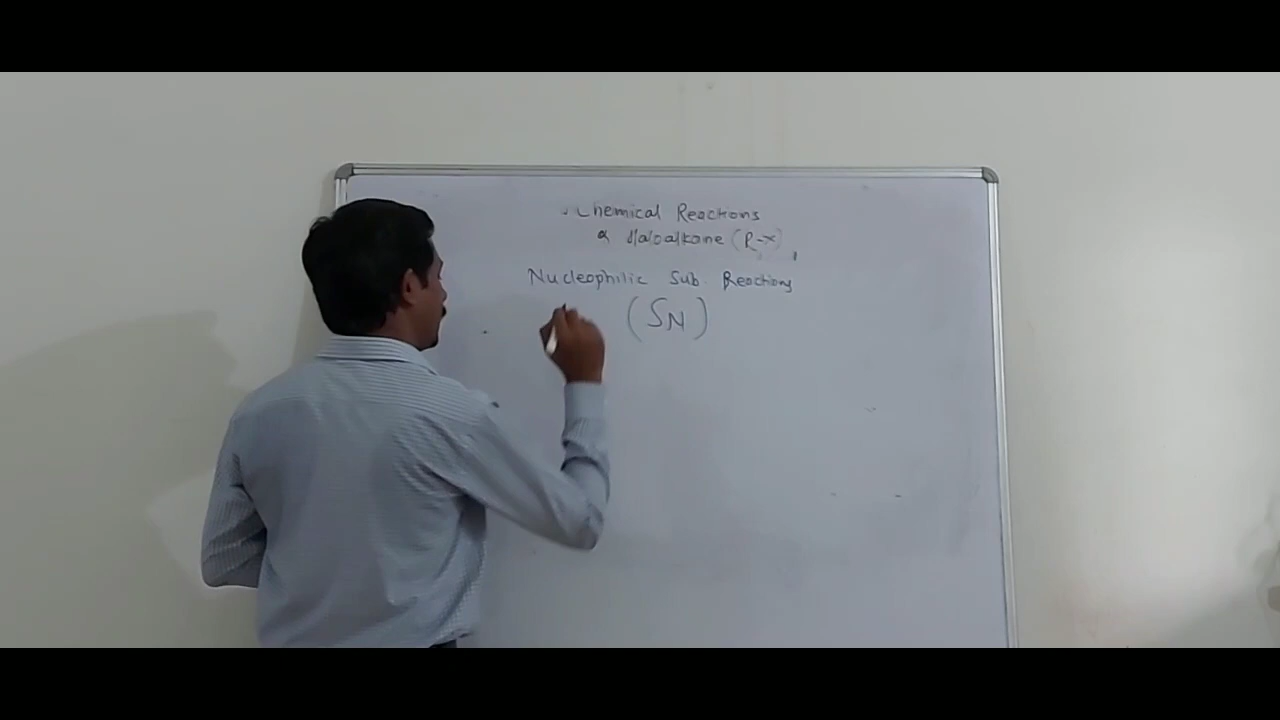 Chemical Reactions
of Haloalkane (R-X)
Nucleophilic Sub. Reactions
(SN)